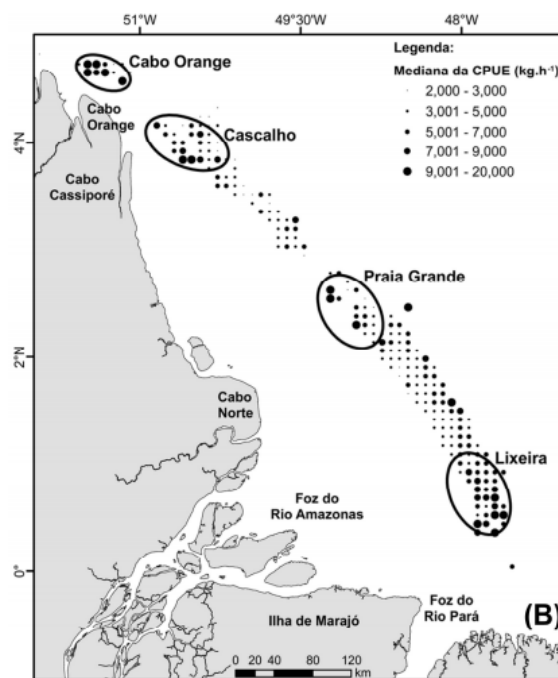 51°W 49°30'W 48°W
Cabo Orange
Legenda:
Mediana da CPUE (kg.h⁻¹)
2,000 - 3,000
3,001 - 5,000
5,001 - 7,000
7,001 - 9,000
9,001 - 20,000
Cabo
Orange
Cascalho
4°N
Cabo
Cassiporé
Praia Grande
2°N
Cabo
Norte
Lixeira
Foz do
Rio Amazonas
0°
Ilha de Marajó
Foz do
Rio Pará
(B)
0 20 40 80 120
km